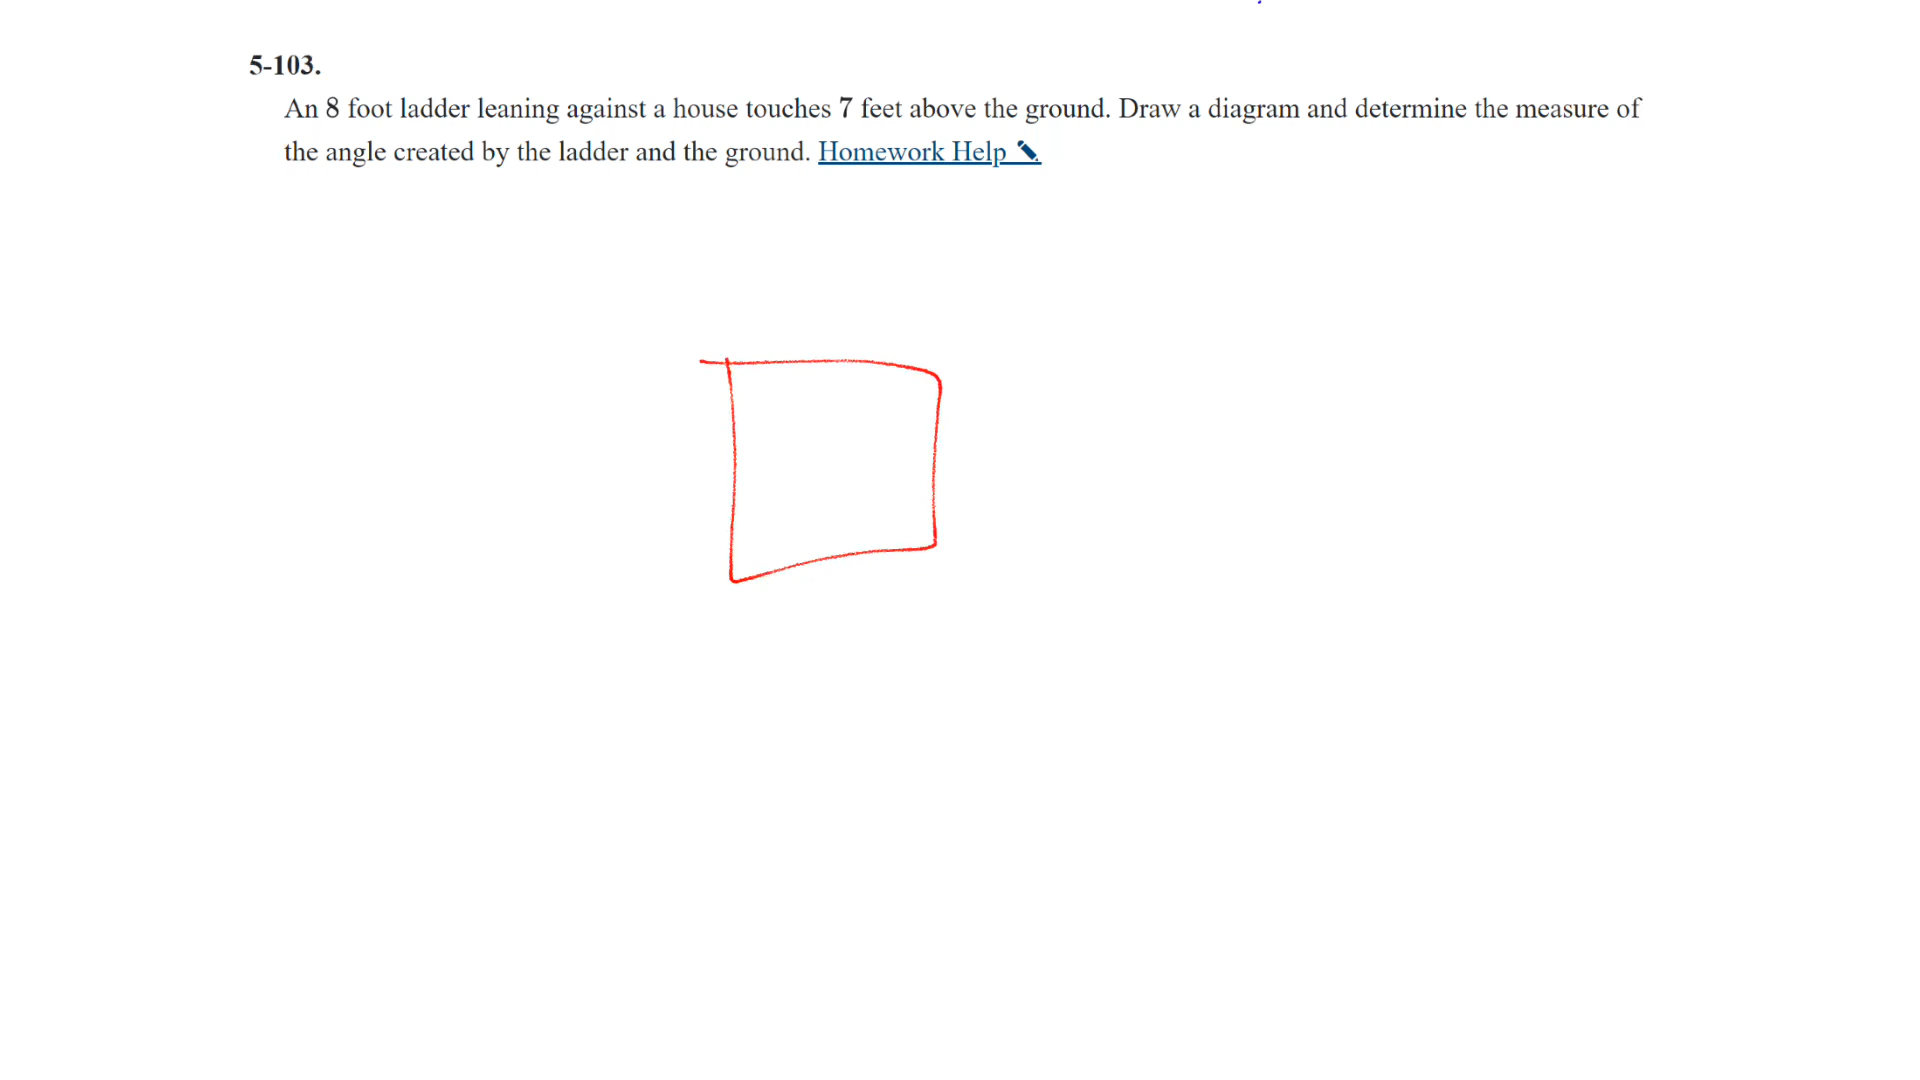 5-103.
An 8 foot ladder leaning against a house touches 7 feet above the ground. Draw a diagram and determine the measure of
the angle created by the ladder and the ground. Homework Help